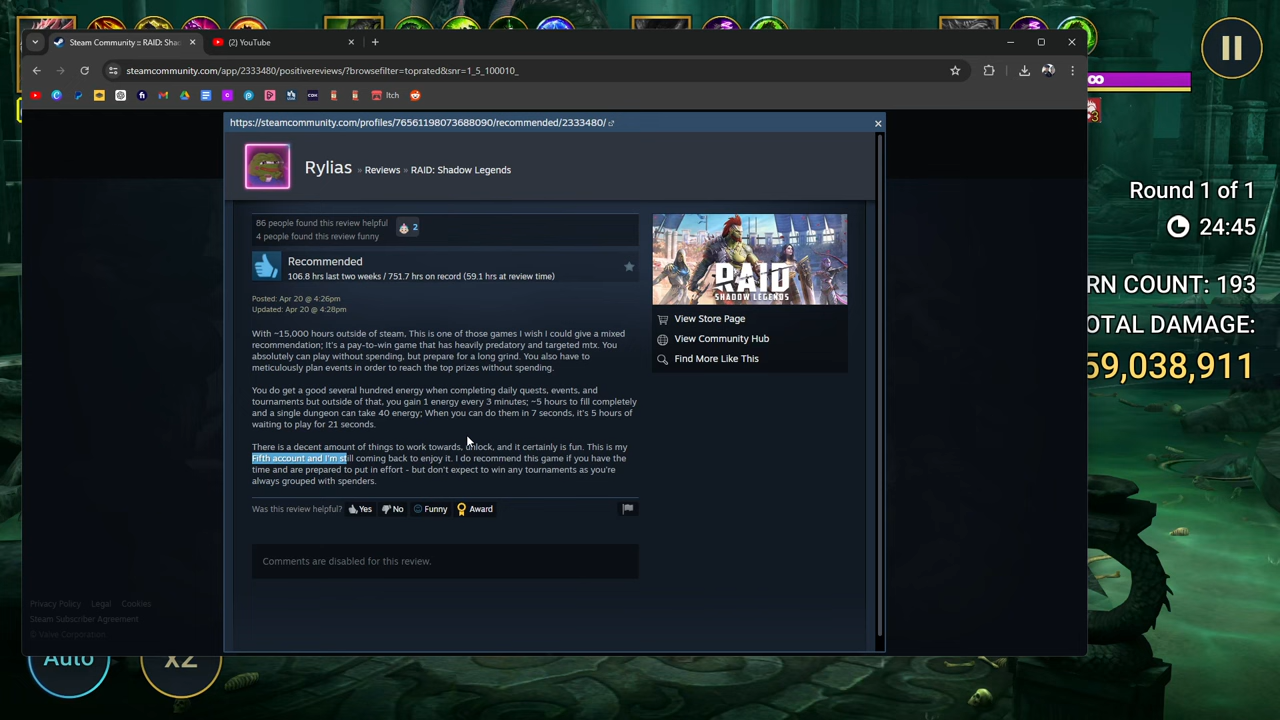 Steam Community :: RAID: Sha
(2) YouTube
steamcommunity.com/app/2333480/positivereviews/?browsefilter=toprated&snr=1_5_100010_
Itch
https://steamcommunity.com/profiles/76561198073688090/recommended/2333480/
Rylias » Reviews » RAID: Shadow Legends
86 people found this review helpful
4 people found this review funny
2
Recommended
106.8 hrs last two weeks / 751.7 hrs on record (59.1 hrs at review time)
Posted: Apr 20 @ 4:26pm
Updated: Apr 20 @ 4:28pm
With ~15,000 hours outside of steam, This is one of those games I wish I could give a mixed
recommendation; It's a pay-to-win game that has heavily predatory and targeted mtx. You
absolutely can play without spending, but prepare for a long grind. You also have to
meticulously plan events in order to reach the top prizes without spending.
You do get a good several hundred energy when completing daily quests, events, and
tournaments but outside of that, you gain 1 energy every 3 minutes; ~5 hours to fill completely
and a single dungeon can take 40 energy; When you can do them in 7 seconds, it's 5 hours of
waiting to play for 21 seconds.
There is a decent amount of things to work towards, unlock, and it certainly is fun. This is my
Fifth account and I'm still coming back to enjoy it. I do recommend this game if you have the
time and are prepared to put in effort - but don't expect to win any tournaments as you're
always grouped with spenders.
Was this review helpful? Yes No Funny Award
Comments are disabled for this review.
RAID
SHADOW LEGENDS
View Store Page
View Community Hub
Find More Like This
Privacy Policy Legal Cookies
Steam Subscriber Agreement
© Valve Corporation
Round 1 of 1
24:45
RN COUNT: 193
OTAL DAMAGE:
59,038,911
Auto
X2